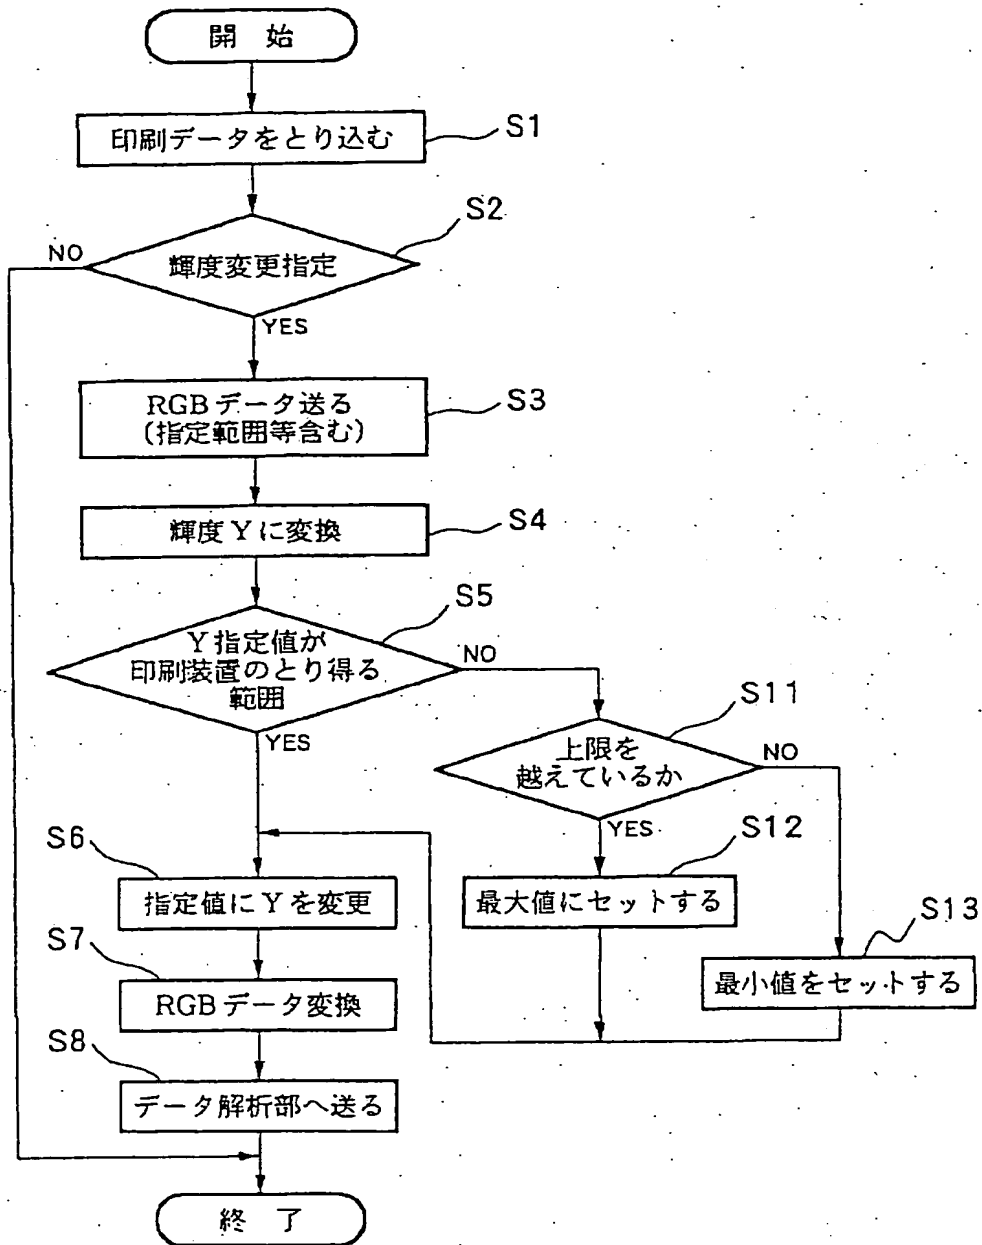 開 始
印刷データをとり込む
S1
S2
輝度変更指定
NO
YES
RGBデータ送る
(指定範囲等含む)
S3
輝度Yに変換
S4
S5
Y指定値が
印刷装置のとり得る
範囲
NO
YES
S11
上限を
越えているか
NO
YES
S12
最大値にセットする
S13
最小値をセットする
S6
指定値にYを変更
S7
RGBデータ変換
S8
データ解析部へ送る
終 了